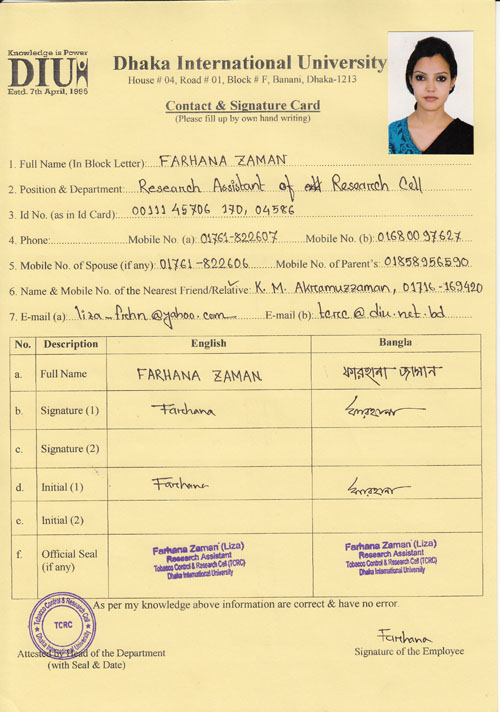 Knowledge is Power
DIU
Estd. 7th April, 1995
Dhaka International University
House # 04, Road # 01, Block # F, Banani, Dhaka-1213
Contact & Signature Card
(Please fill up by own hand writing)
1. Full Name (In Block Letter): FARHANA ZAMAN
2. Position & Department: Research Assistant of Research Cell
3. Id No. (as in Id Card): 00111 45706 170, 04586
4. Phone: Mobile No. (a): 01761-822607 Mobile No. (b): 01680097627
5. Mobile No. of Spouse (if any): 01761-822606 Mobile No. of Parent's: 01858956590
6. Name & Mobile No. of the Nearest Friend/Relative: K. M. Akramuzzaman, 01716-169420
7. E-mail (a): liza_frhn@yahoo.com E-mail (b): tcrc@diu.net.bd
No. Description English Bangla
a. Full Name FARHANA ZAMAN ফারহানা জামান
b. Signature (1) Farhana ফারহানা
c. Signature (2)
d. Initial (1) Farhana ফারহানা
e. Initial (2)
f. Official Seal (if any)
Farhana Zaman (Liza)
Research Assistant
Tobacco Control & Research Cell (TCRC)
Dhaka International University
Farhana Zaman (Liza)
Research Assistant
Tobacco Control & Research Cell (TCRC)
Dhaka International University
As per my knowledge above information are correct & have no error.
Tobacco Control & Research Cell
TCRC
Dhaka International University
Farhana
Attested by Head of the Department
(with Seal & Date)
Signature of the Employee